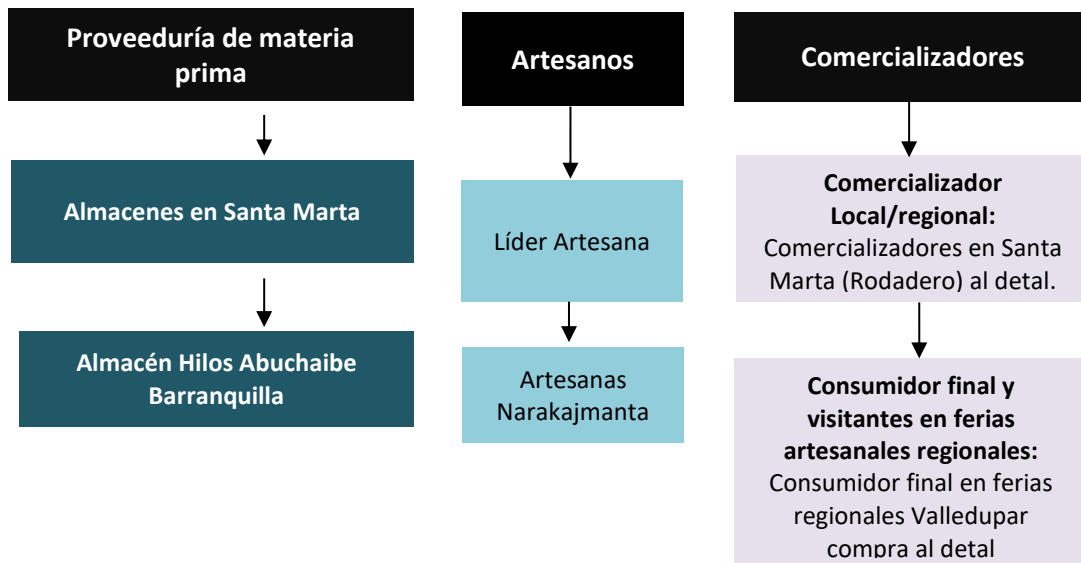 Proveeduría de materia
prima
Almacenes en Santa Marta
Almacén Hilos Abuchaibe
Barranquilla
Artesanos
Líder Artesana
Artesanas
Narakajmanta
Comercializadores
Comercializador
Local/regional:
Comercializadores en Santa
Marta (Rodadero) al detal.
Consumidor final y
visitantes en ferias
artesanales regionales:
Consumidor final en ferias
regionales Valledupar
compra al detal